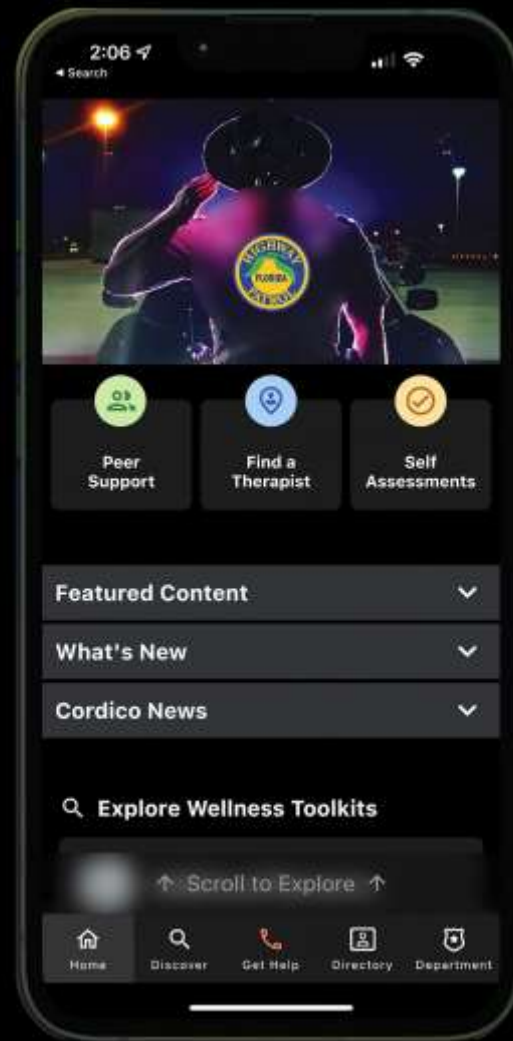 2:06
Search
HIGHWAY
FLORIDA
PATROL
Peer
Support
Find a
Therapist
Self
Assessments
Featured Content
What's New
Cordico News
Explore Wellness Toolkits
↑ Scroll to Explore ↑
Home
Discover
Get Help
Directory
Department